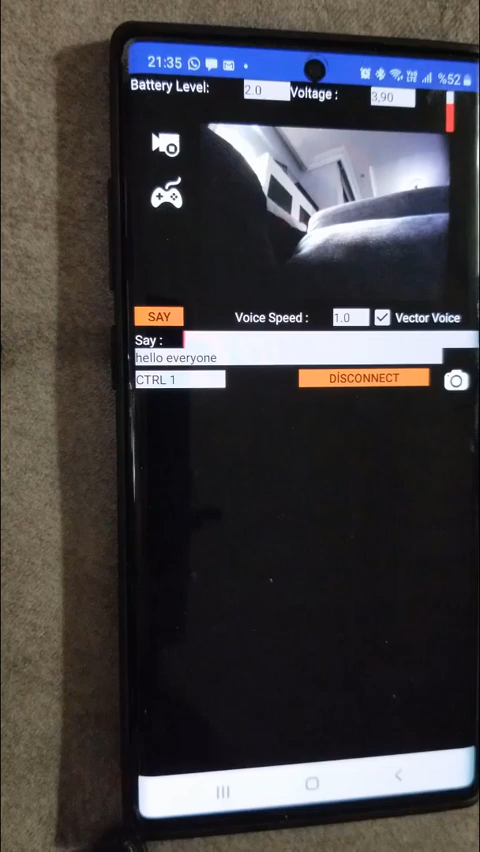 21:35 %52
Battery Level: 2.0 Voltage : 3,90
SAY Voice Speed : 1.0 Vector Voice
Say :
hello everyone
CTRL 1 DİSCONNECT